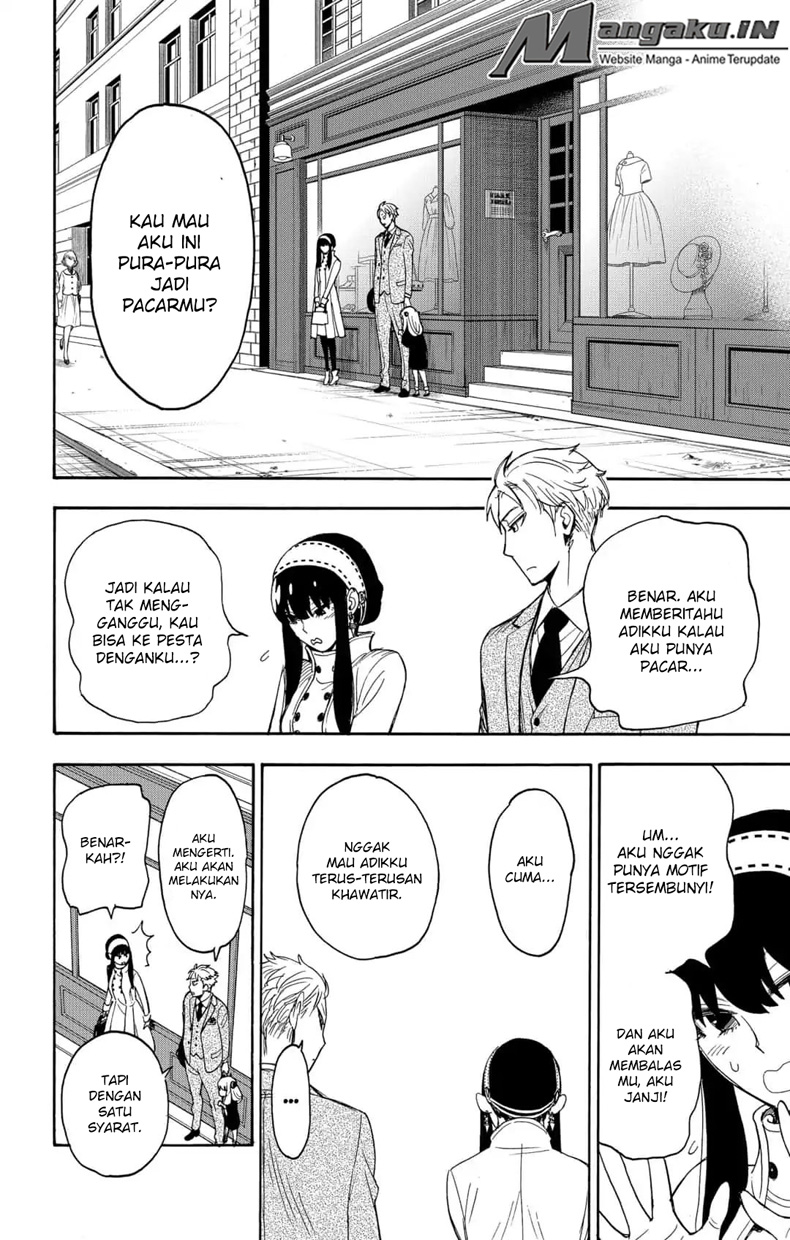 Mangaku.IN
Website Manga - Anime Terupdate
KAU MAU
AKU INI
PURA-PURA
JADI
PACARMU?
BENAR. AKU
MEMBERITAHU
ADIKKU KALAU
AKU PUNYA
PACAR...
JADI KALAU
TAK MENG-
GANGGU, KAU
BISA KE PESTA
DENGANKU...?
UM...
AKU NGGAK
PUNYA MOTIF
TERSEMBUNYI!
DAN AKU
AKAN
MEMBALAS
MU, AKU
JANJI!
AKU
CUMA...
NGGAK
MAU ADIKKU
TERUS-TERUSAN
KHAWATIR.
...
AKU
MENGERTI.
AKU AKAN
MELAKUKAN
NYA.
BENAR-
KAH?!
TAPI
DENGAN
SATU
SYARAT.